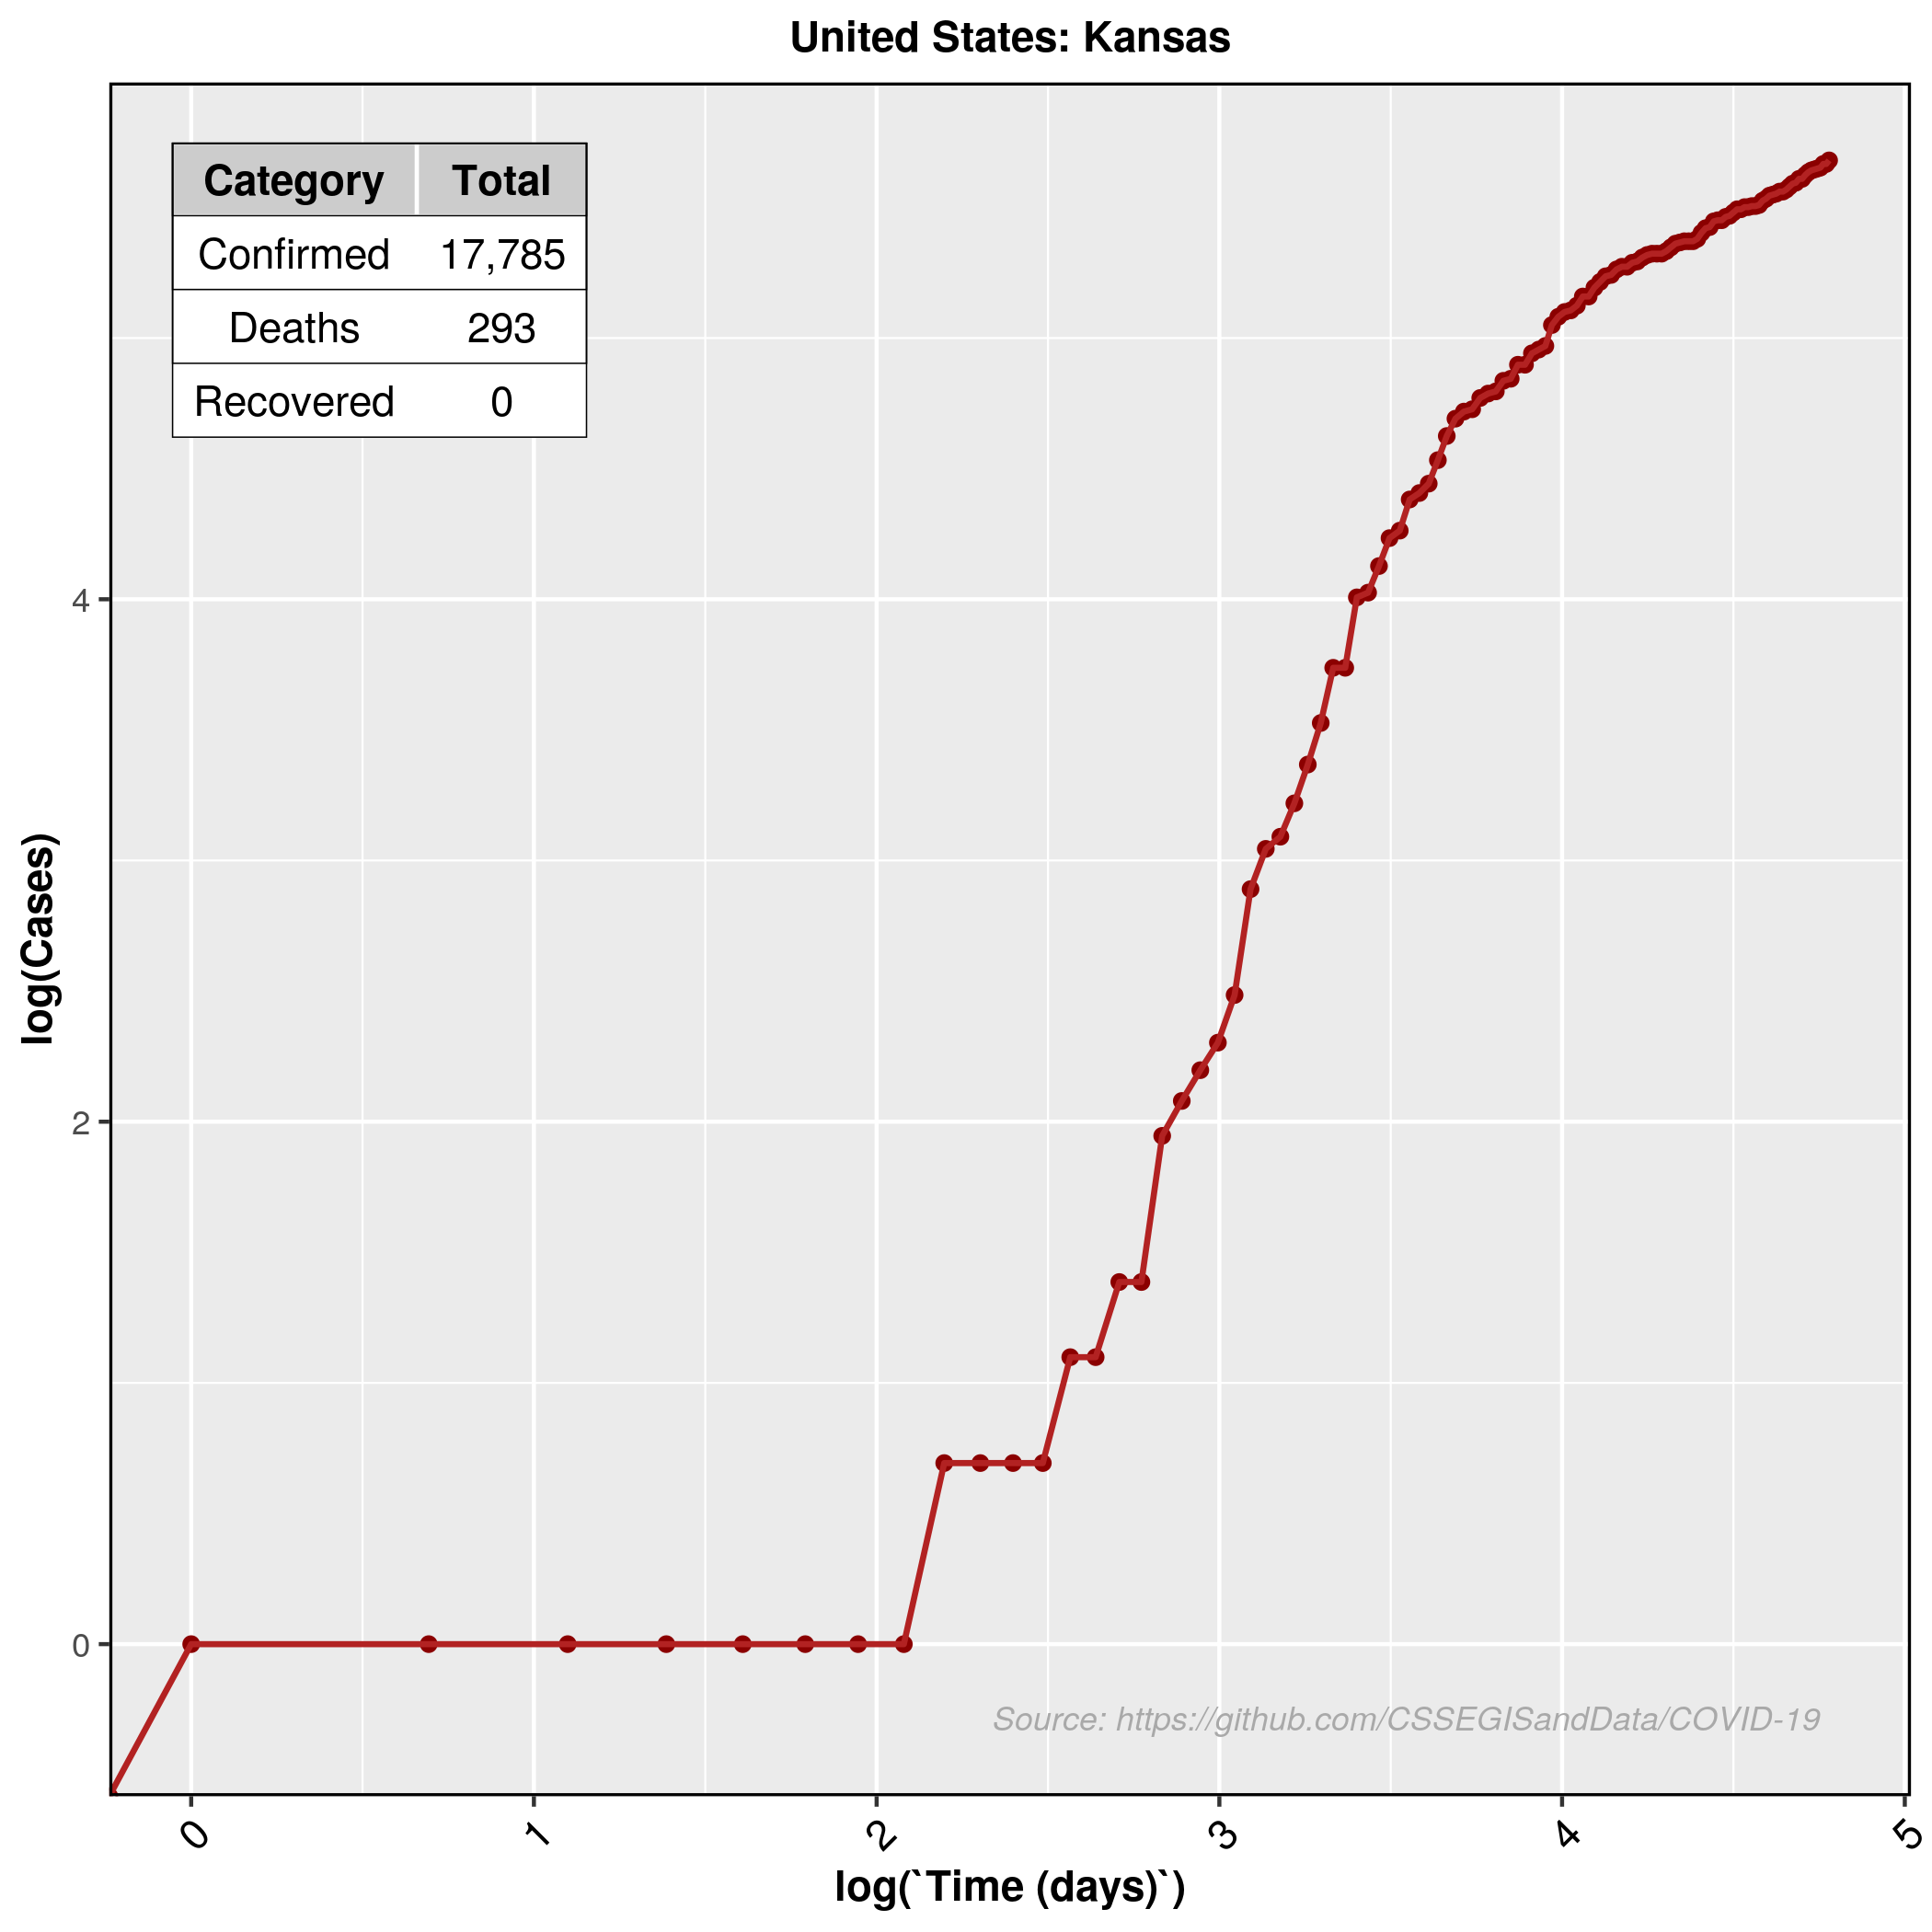 United States: Kansas
Category Total
Confirmed 17,785
Deaths 293
Recovered 0
4
2
0
log(Cases)
Source: https://github.com/CSSEGISandData/COVID-19
0 1 2 3 4 5
log(`Time (days)`)